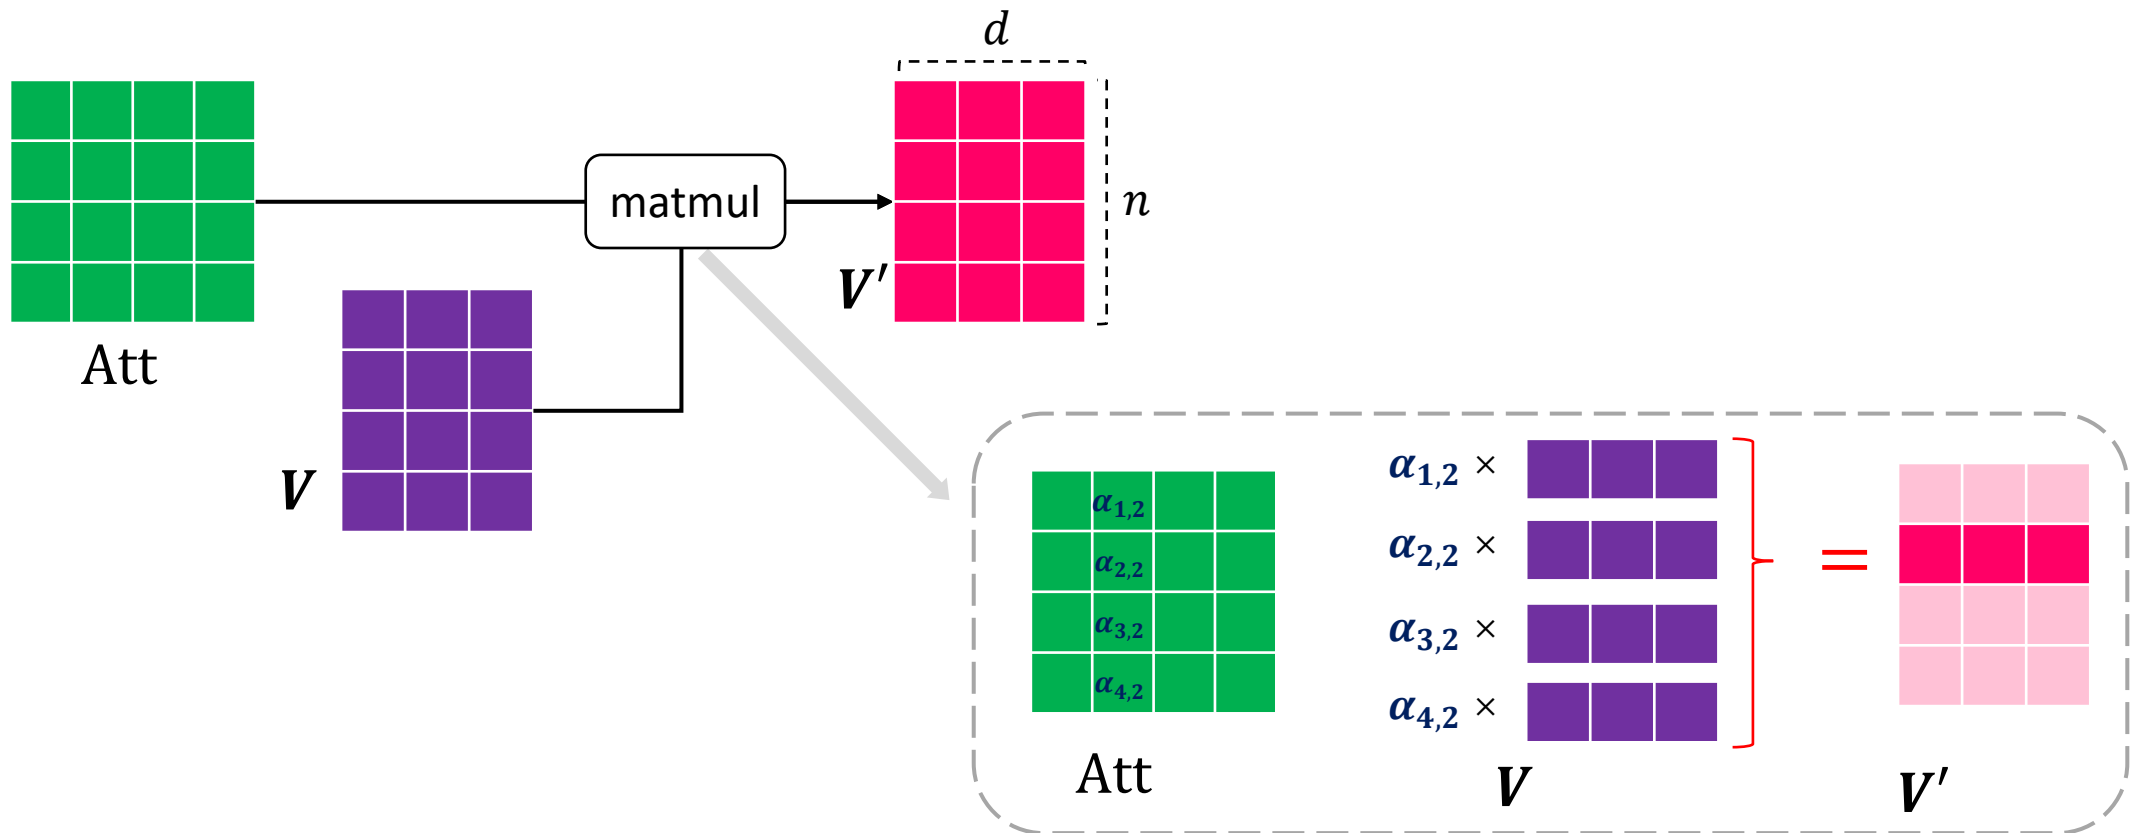 d
matmul
n
V′
Att
V
α1,2
α2,2
α3,2
α4,2
Att
α1,2 ×
α2,2 ×
α3,2 ×
α4,2 ×
V
=
V′